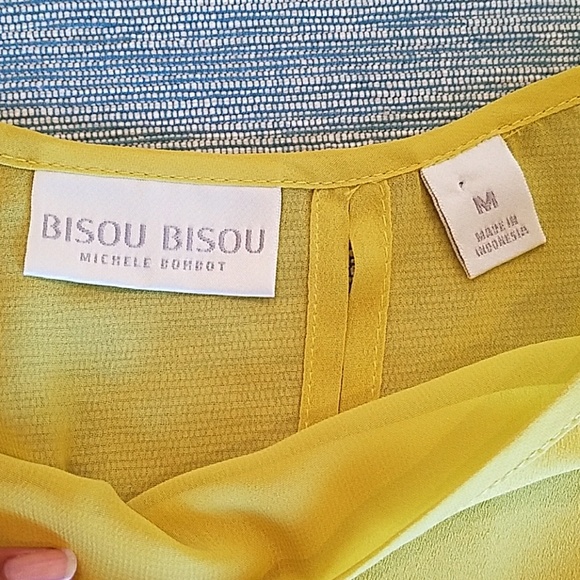 BISOU BISOU
MICHELE BOHBOT
M
MADE IN
INDONESIA